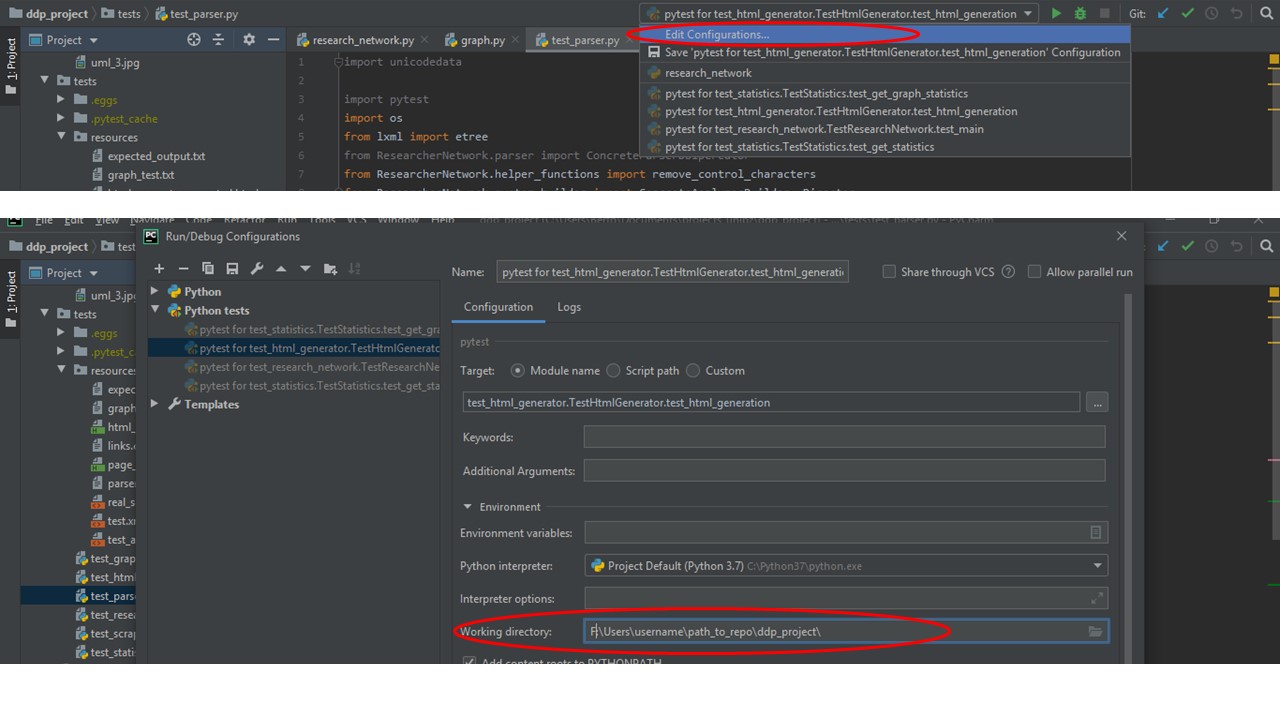 ddp_project tests test_parser.py pytest for test_html_generator.TestHtmlGenerator.test_html_generation Git:
1: Project Project research_network.py graph.py test_parser.py Edit Configurations...
uml_3.jpg 1 import unicodedata Save 'pytest for test_html_generator.TestHtmlGenerator.test_html_generation' Configuration
tests 2 research_network
.eggs 3 import pytest pytest for test_statistics.TestStatistics.test_get_graph_statistics
.pytest_cache 4 import os pytest for test_html_generator.TestHtmlGenerator.test_html_generation
resources 5 from lxml import etree pytest for test_research_network.TestResearchNetwork.test_main
expected_output.txt 6 from ResearcherNetwork.parser import pytest for test_statistics.TestStatistics.test_get_statistics
graph_test.txt 7 from ResearcherNetwork.helper_functions import remove_control_characters
File Edit View Navigate Code Refactor Run Tools VCS Window Help
ddp_project test Run/Debug Configurations
1: Project Project Name: pytest for test_html_generator.TestHtmlGenerator.test_html_generati Share through VCS Allow parallel run
uml_3.jp Python Configuration Logs
tests Python tests
.eggs pytest for test_statistics.TestStatistics.test_get_gra pytest
.pytest_c pytest for test_html_generator.TestHtmlGenerato
resources pytest for test_research_network.TestResearchNe Target: Module name Script path Custom
expec pytest for test_statistics.TestStatistics.test_get_sta
graph Templates test_html_generator.TestHtmlGenerator.test_html_generation ...
html_ Keywords:
links.
page_ Additional Arguments:
parser
real_s Environment
test.x Environment variables:
test_a
test_grap Python interpreter: Project Default (Python 3.7) C:\Python37\python.exe
test_html
test_pars Interpreter options:
test_resea
test_scrap Working directory: F:\Users\username\path_to_repo\ddp_project\
test_stati Add content roots to PYTHONPATH